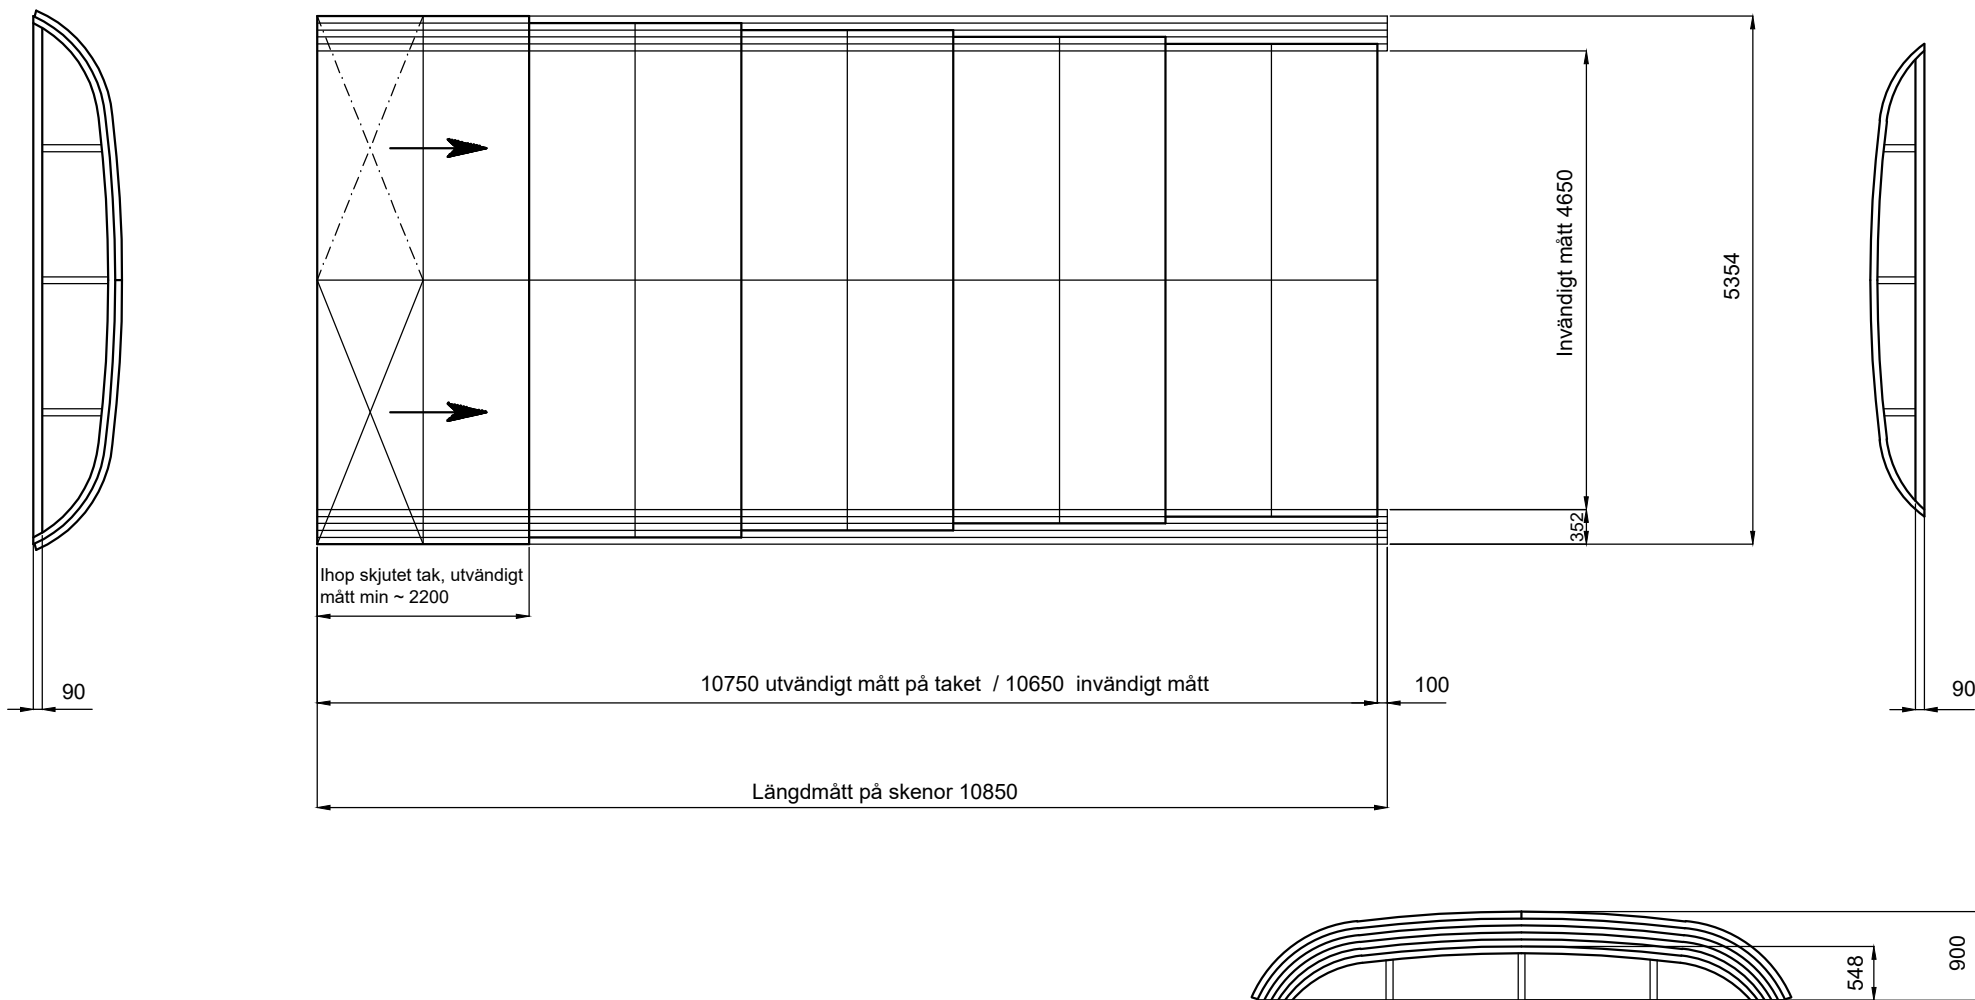 Invändigt mått 4650
5354
352
Ihop skjutet tak, utvändigt
mått min ~ 2200
90
10750 utvändigt mått på taket / 10650 invändigt mått
100
90
Längdmått på skenor 10850
900
548